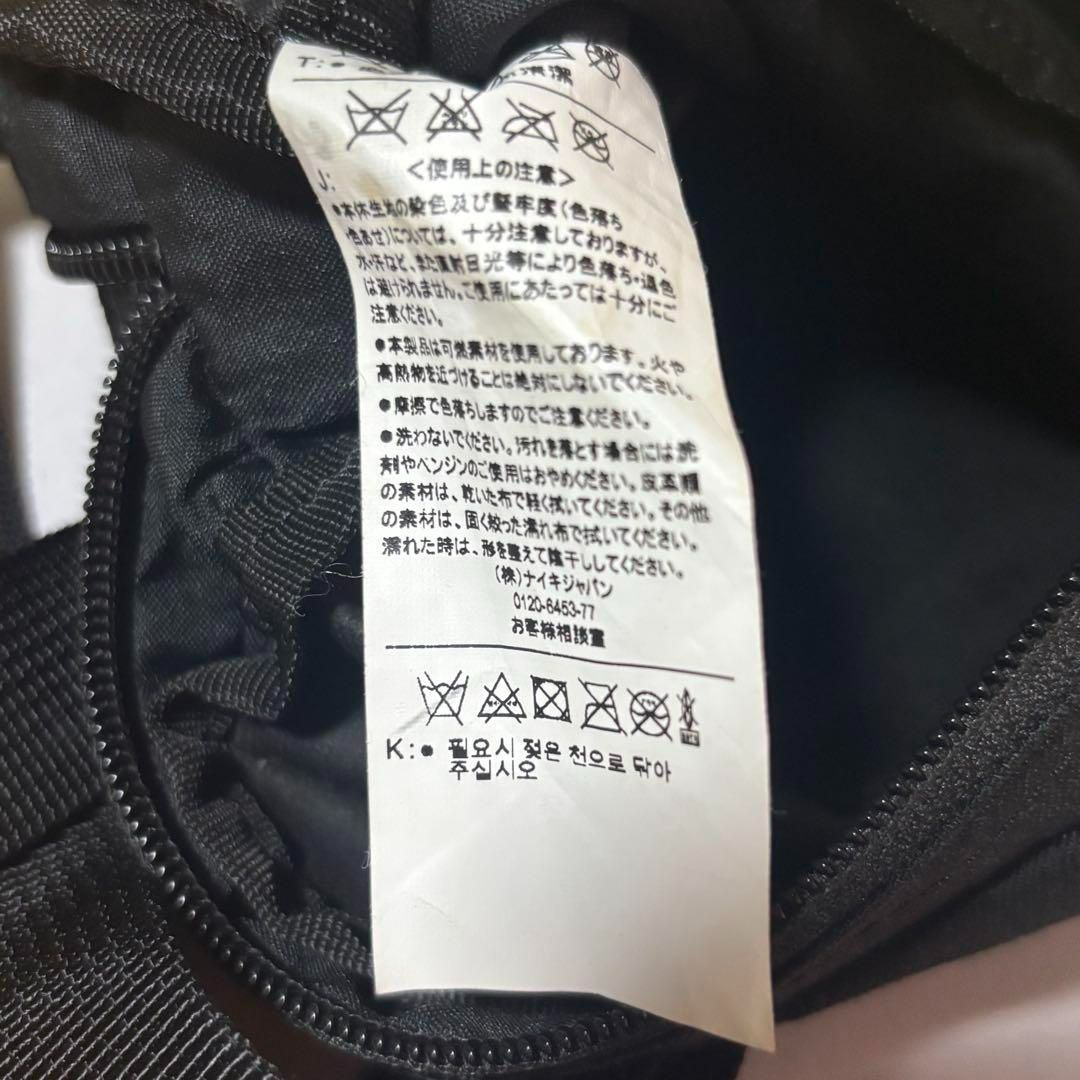 T:●
J:
<使用上の注意>
●本体生地の染色及び堅牢度(色落ち
・色あせ)については、十分注意しておりますが、
水・汗など、また直射日光等により色落ち・退色
は避けられません。ご使用にあたっては十分にご
注意ください。
●本製品は可燃素材を使用しております。火や
高熱物を近づけることは絶対にしないでください。
●摩擦で色落ちしますのでご注意ください。
●洗わないでください。汚れを落とす場合には洗
剤やベンジンのご使用はおやめください。皮革類
の素材は、乾いた布で軽く拭いてください。その他
の素材は、固く絞った濡れ布で拭いてください。
濡れた時は、形を整えて陰干ししてください。
(株)ナイキジャパン
0120-6453-77
お客様相談室
K:● 필요시 젖은 천으로 닦아
주십시오